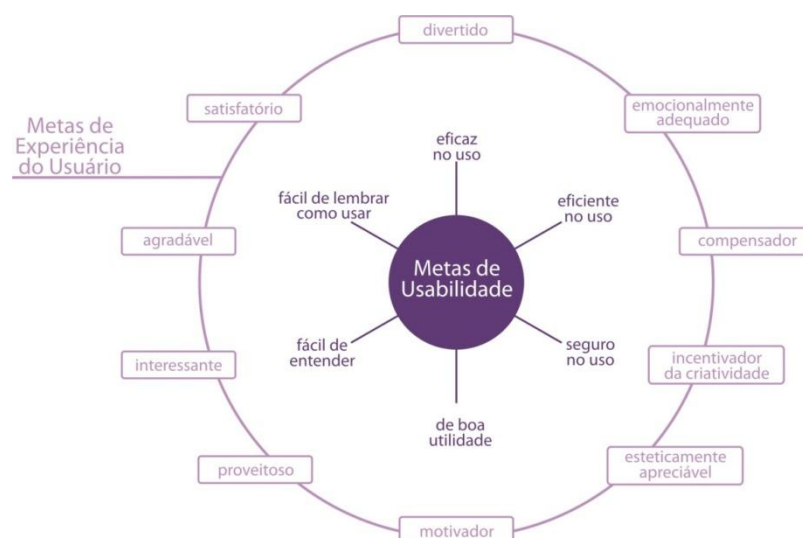 divertido
satisfatório
emocionalmente
adequado
Metas de
Experiência
do Usuário
eficaz
no uso
fácil de lembrar
como usar
eficiente
no uso
agradável
compensador
Metas de
Usabilidade
fácil de
entender
seguro
no uso
interessante
incentivador
da criatividade
de boa
utilidade
proveitoso
esteticamente
apreciável
motivador